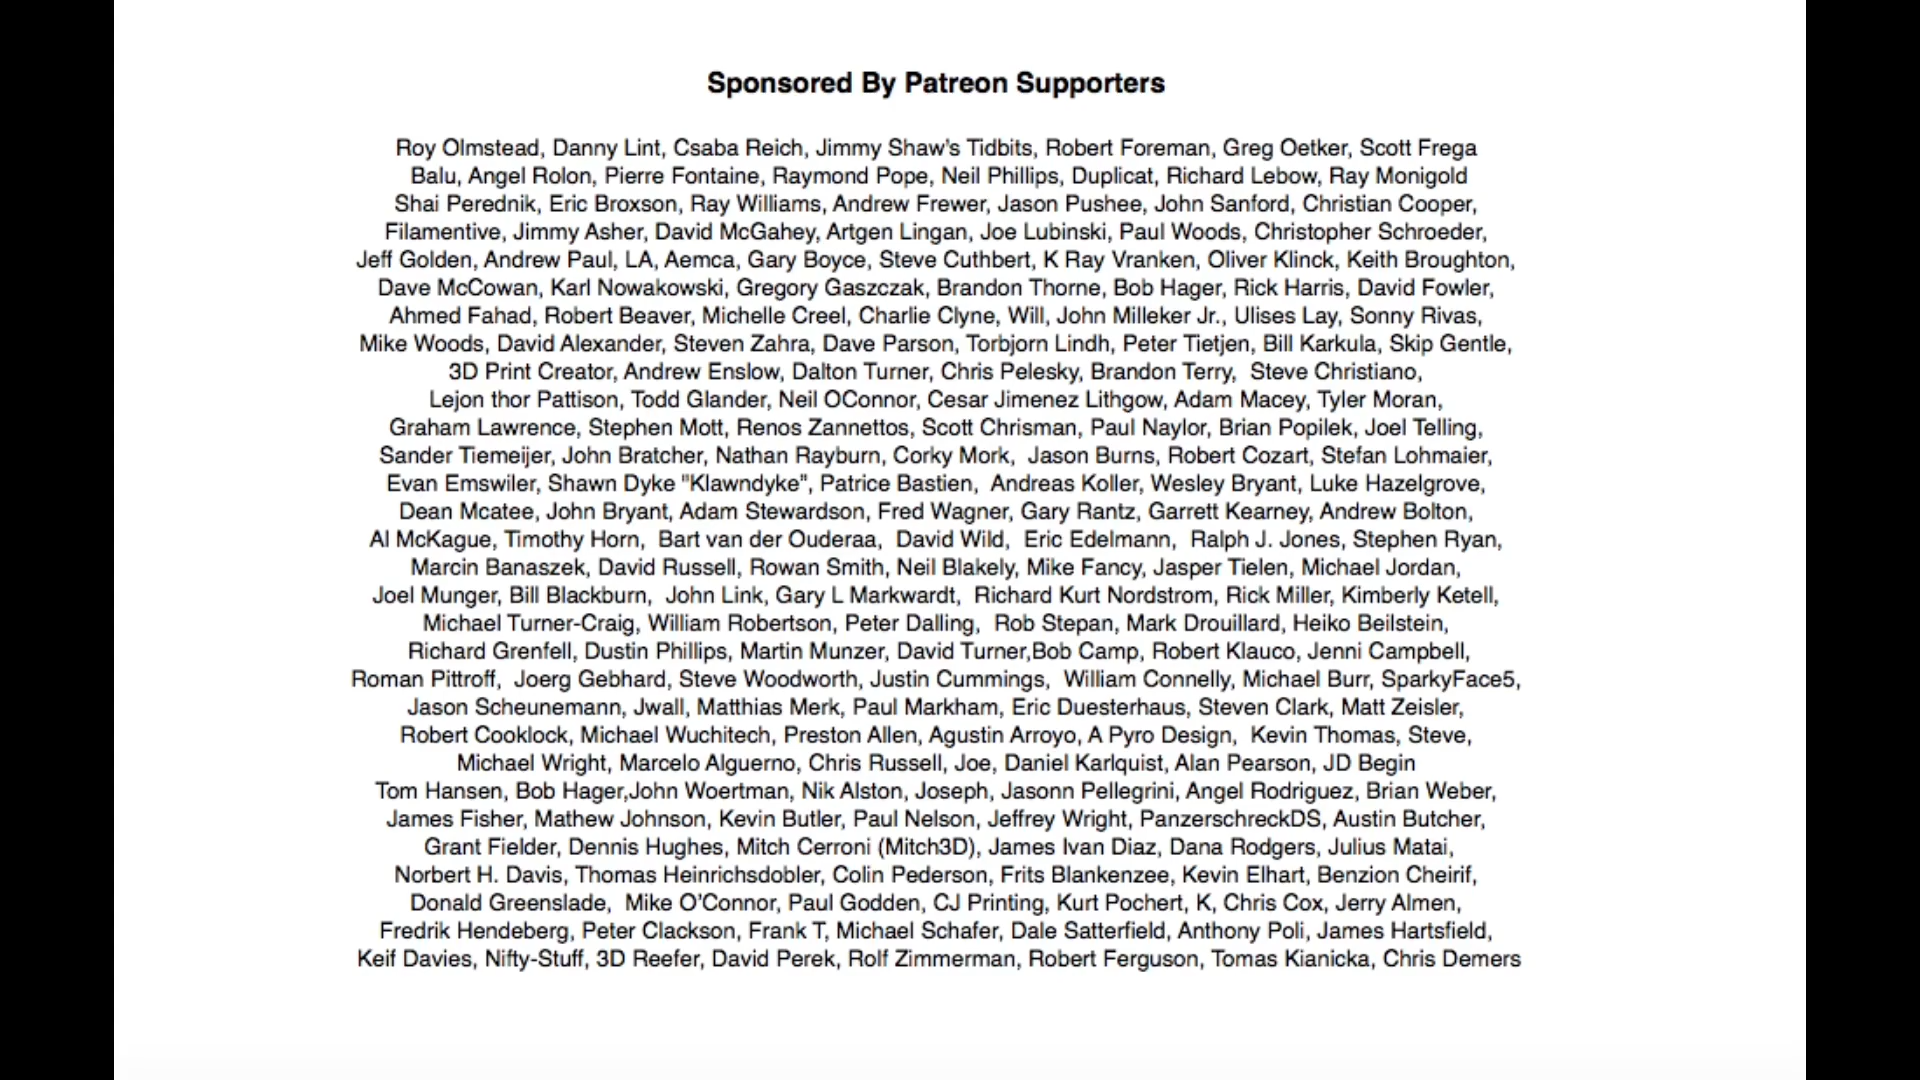 Sponsored By Patreon Supporters
Roy Olmstead, Danny Lint, Csaba Reich, Jimmy Shaw's Tidbits, Robert Foreman, Greg Oetker, Scott Frega
Balu, Angel Rolon, Pierre Fontaine, Raymond Pope, Neil Phillips, Duplicat, Richard Lebow, Ray Monigold
Shai Perednik, Eric Broxson, Ray Williams, Andrew Frewer, Jason Pushee, John Sanford, Christian Cooper,
Filamentive, Jimmy Asher, David McGahey, Artgen Lingan, Joe Lubinski, Paul Woods, Christopher Schroeder,
Jeff Golden, Andrew Paul, LA, Aemca, Gary Boyce, Steve Cuthbert, K Ray Vranken, Oliver Klinck, Keith Broughton,
Dave McCowan, Karl Nowakowski, Gregory Gaszczak, Brandon Thorne, Bob Hager, Rick Harris, David Fowler,
Ahmed Fahad, Robert Beaver, Michelle Creel, Charlie Clyne, Will, John Milleker Jr., Ulises Lay, Sonny Rivas,
Mike Woods, David Alexander, Steven Zahra, Dave Parson, Torbjorn Lindh, Peter Tietjen, Bill Karkula, Skip Gentle,
3D Print Creator, Andrew Enslow, Dalton Turner, Chris Pelesky, Brandon Terry,  Steve Christiano,
Lejon thor Pattison, Todd Glander, Neil OConnor, Cesar Jimenez Lithgow, Adam Macey, Tyler Moran,
Graham Lawrence, Stephen Mott, Renos Zannettos, Scott Chrisman, Paul Naylor, Brian Popilek, Joel Telling,
Sander Tiemeijer, John Bratcher, Nathan Rayburn, Corky Mork,  Jason Burns, Robert Cozart, Stefan Lohmaier,
Evan Emswiler, Shawn Dyke "Klawndyke", Patrice Bastien,  Andreas Koller, Wesley Bryant, Luke Hazelgrove,
Dean Mcatee, John Bryant, Adam Stewardson, Fred Wagner, Gary Rantz, Garrett Kearney, Andrew Bolton,
Al McKague, Timothy Horn,  Bart van der Ouderaa,  David Wild,  Eric Edelmann,  Ralph J. Jones, Stephen Ryan,
Marcin Banaszek, David Russell, Rowan Smith, Neil Blakely, Mike Fancy, Jasper Tielen, Michael Jordan,
Joel Munger, Bill Blackburn,  John Link, Gary L Markwardt,  Richard Kurt Nordstrom, Rick Miller, Kimberly Ketell,
Michael Turner-Craig, William Robertson, Peter Dalling,  Rob Stepan, Mark Drouillard, Heiko Beilstein,
Richard Grenfell, Dustin Phillips, Martin Munzer, David Turner,Bob Camp, Robert Klauco, Jenni Campbell,
Roman Pittroff,  Joerg Gebhard, Steve Woodworth, Justin Cummings,  William Connelly, Michael Burr, SparkyFace5,
Jason Scheunemann, Jwall, Matthias Merk, Paul Markham, Eric Duesterhaus, Steven Clark, Matt Zeisler,
Robert Cooklock, Michael Wuchitech, Preston Allen, Agustin Arroyo, A Pyro Design,  Kevin Thomas, Steve,
Michael Wright, Marcelo Alguerno, Chris Russell, Joe, Daniel Karlquist, Alan Pearson, JD Begin
Tom Hansen, Bob Hager,John Woertman, Nik Alston, Joseph, Jasonn Pellegrini, Angel Rodriguez, Brian Weber,
James Fisher, Mathew Johnson, Kevin Butler, Paul Nelson, Jeffrey Wright, PanzerschreckDS, Austin Butcher,
Grant Fielder, Dennis Hughes, Mitch Cerroni (Mitch3D), James Ivan Diaz, Dana Rodgers, Julius Matai,
Norbert H. Davis, Thomas Heinrichsdobler, Colin Pederson, Frits Blankenzee, Kevin Elhart, Benzion Cheirif,
Donald Greenslade,  Mike O'Connor, Paul Godden, CJ Printing, Kurt Pochert, K, Chris Cox, Jerry Almen,
Fredrik Hendeberg, Peter Clackson, Frank T, Michael Schafer, Dale Satterfield, Anthony Poli, James Hartsfield,
Keif Davies, Nifty-Stuff, 3D Reefer, David Perek, Rolf Zimmerman, Robert Ferguson, Tomas Kianicka, Chris Demers